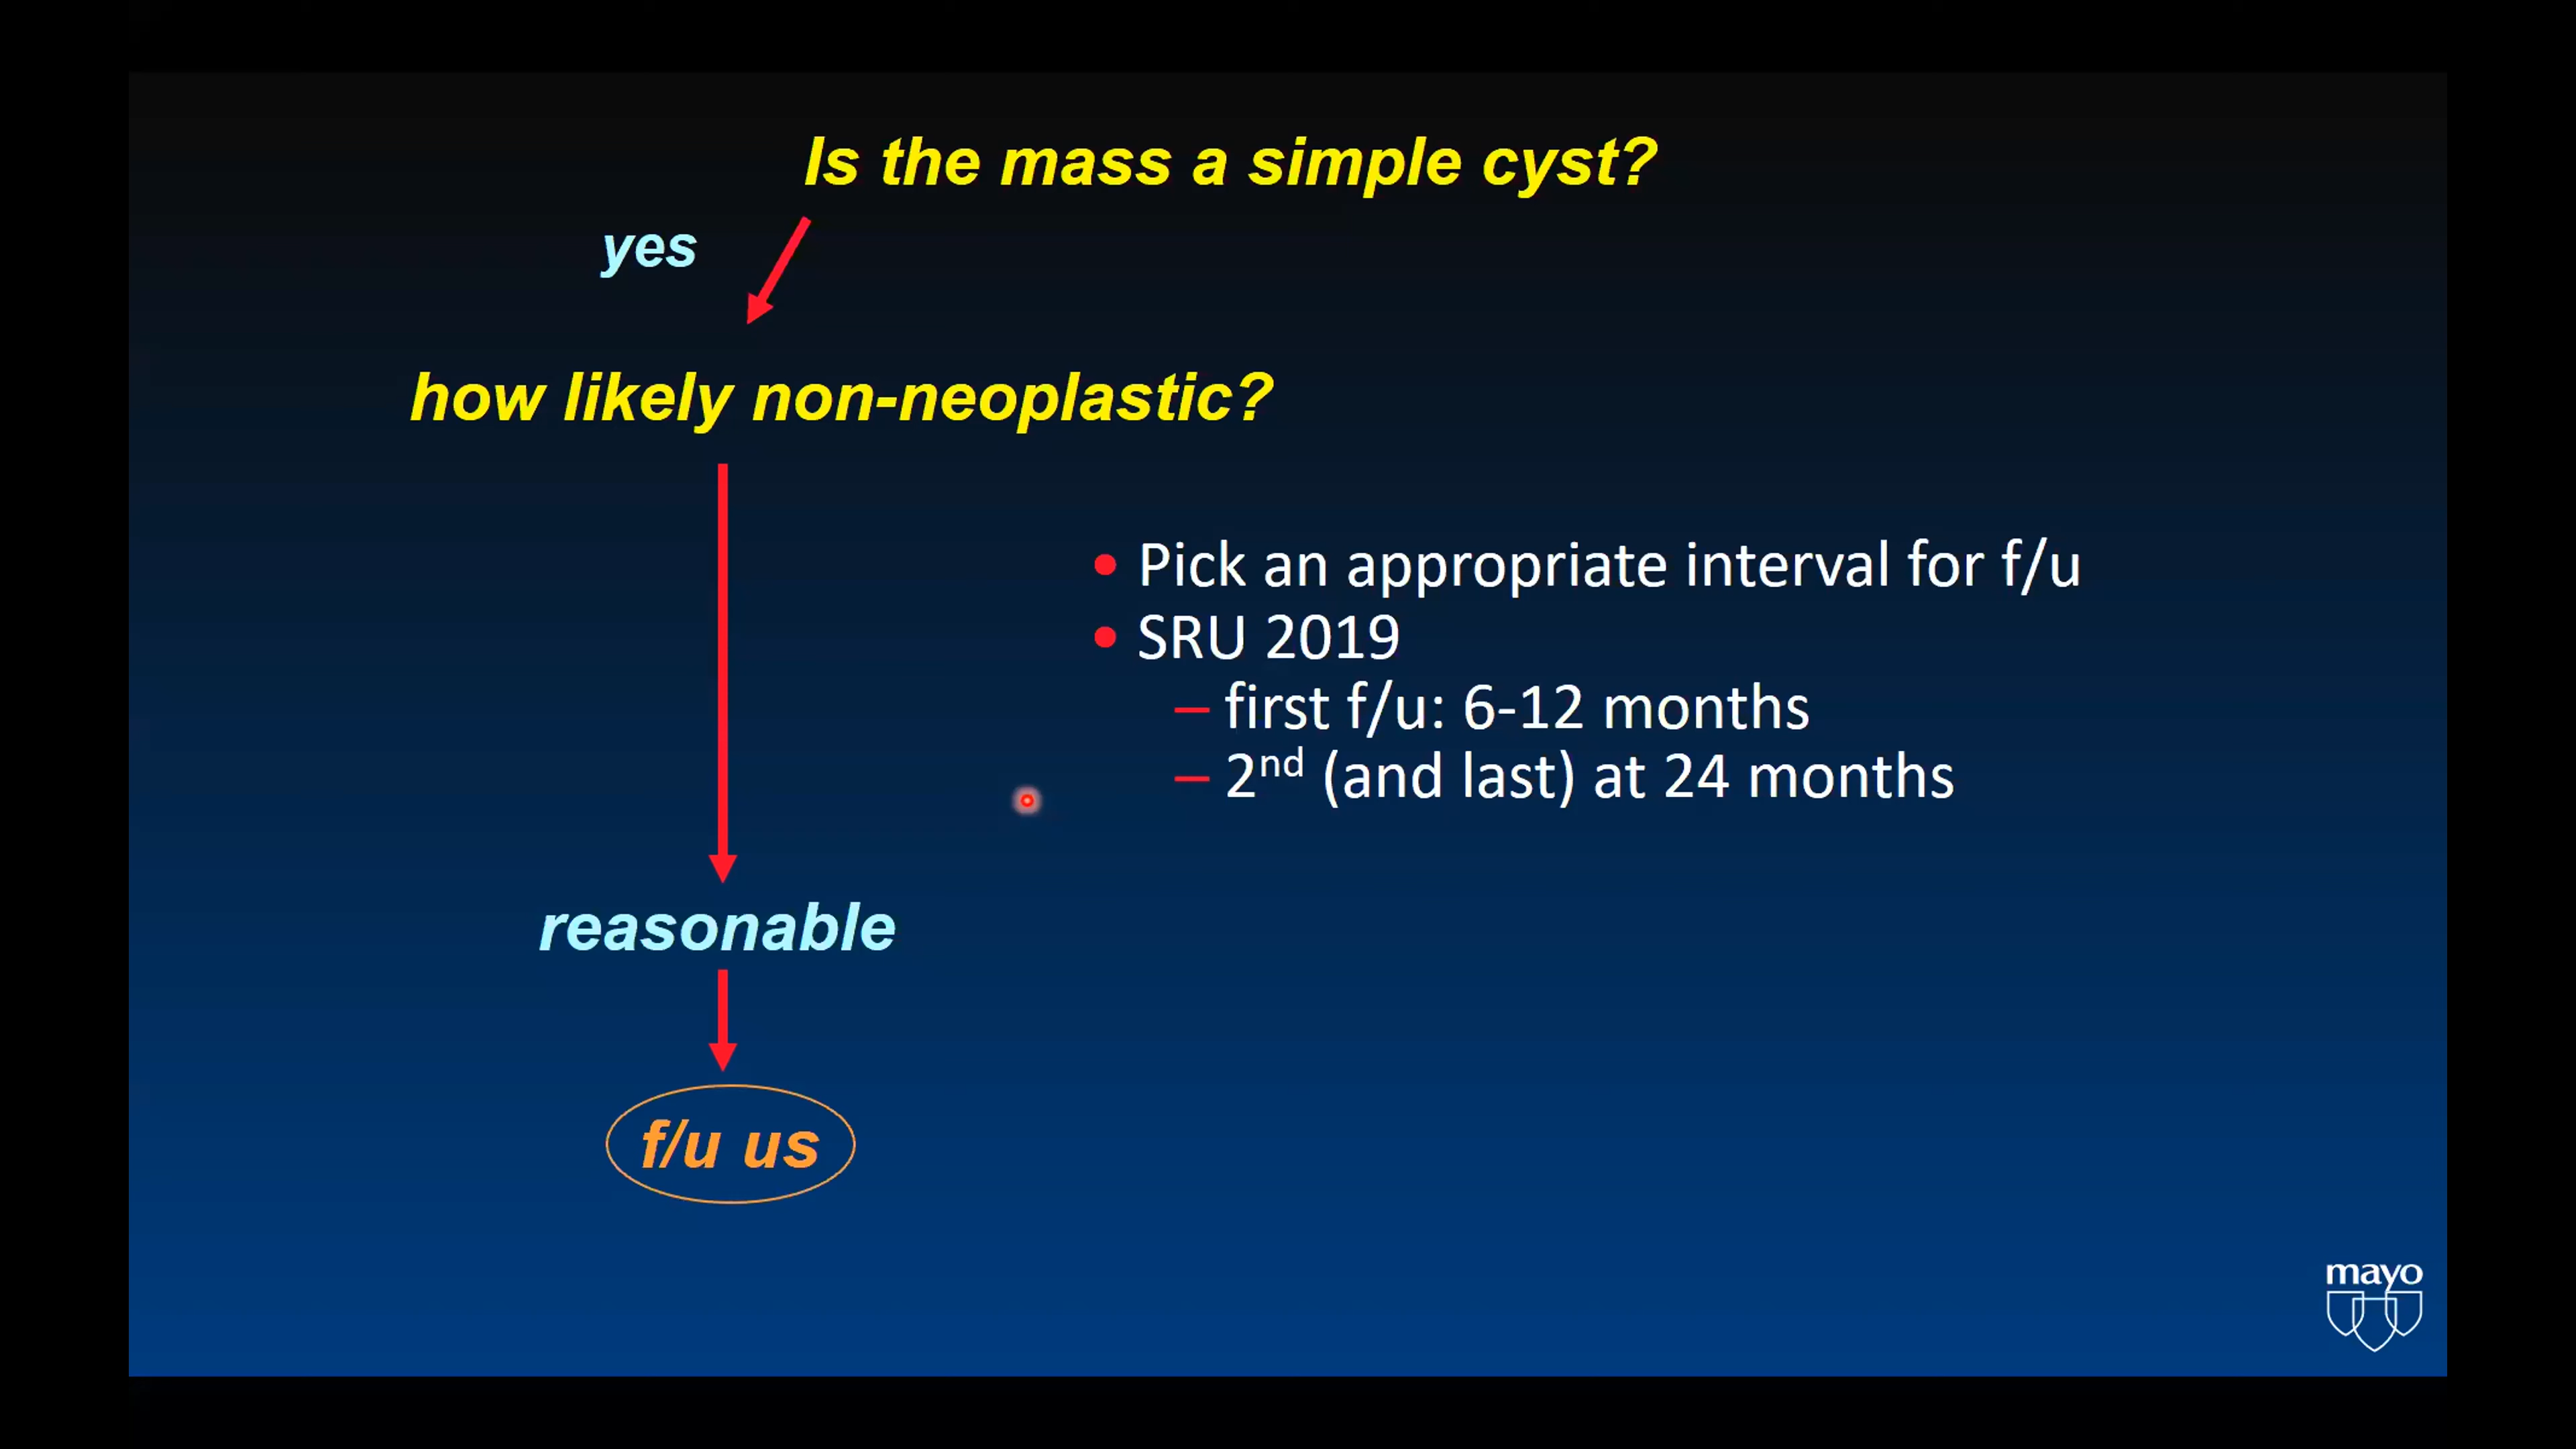 Is the mass a simple cyst?
yes
how likely non-neoplastic?
• Pick an appropriate interval for f/u
• SRU 2019
– first f/u: 6-12 months
– 2nd (and last) at 24 months
reasonable
f/u us
mayo